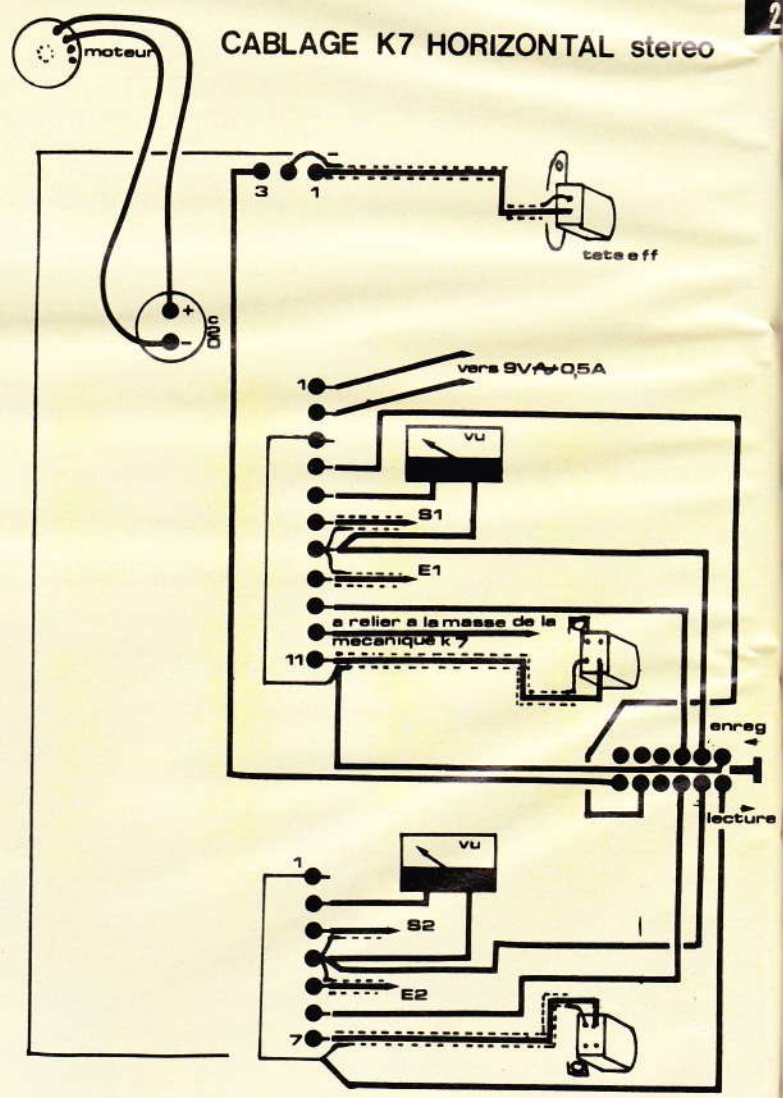 2
CABLAGE K7 HORIZONTAL stereo
moteur
-
3
1
tete eff
+
-
1
vers 9V~ 0,5A
vu
S1
E1
a relier a la masse de la
mecanique k7
11
enreg
lecture
1
vu
S2
E2
7